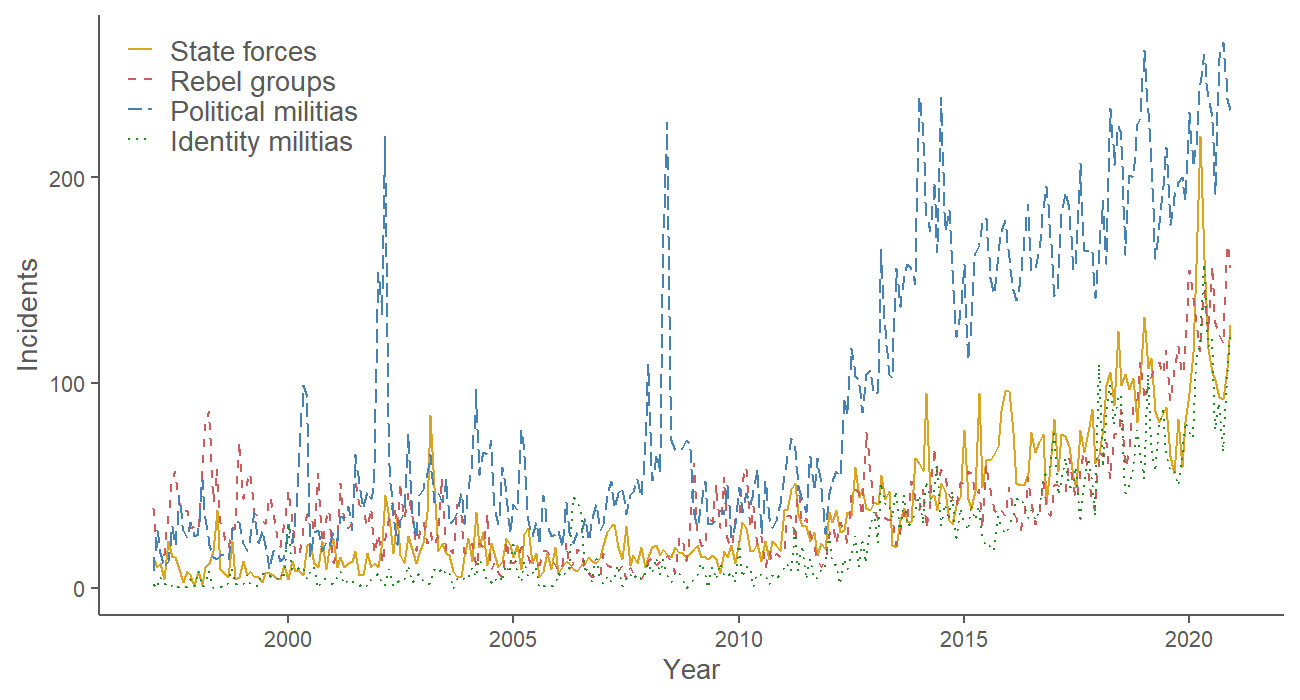 State forces
Rebel groups
Political militias
Identity militias
Incidents
200
100
0
2000 2005 2010 2015 2020
Year